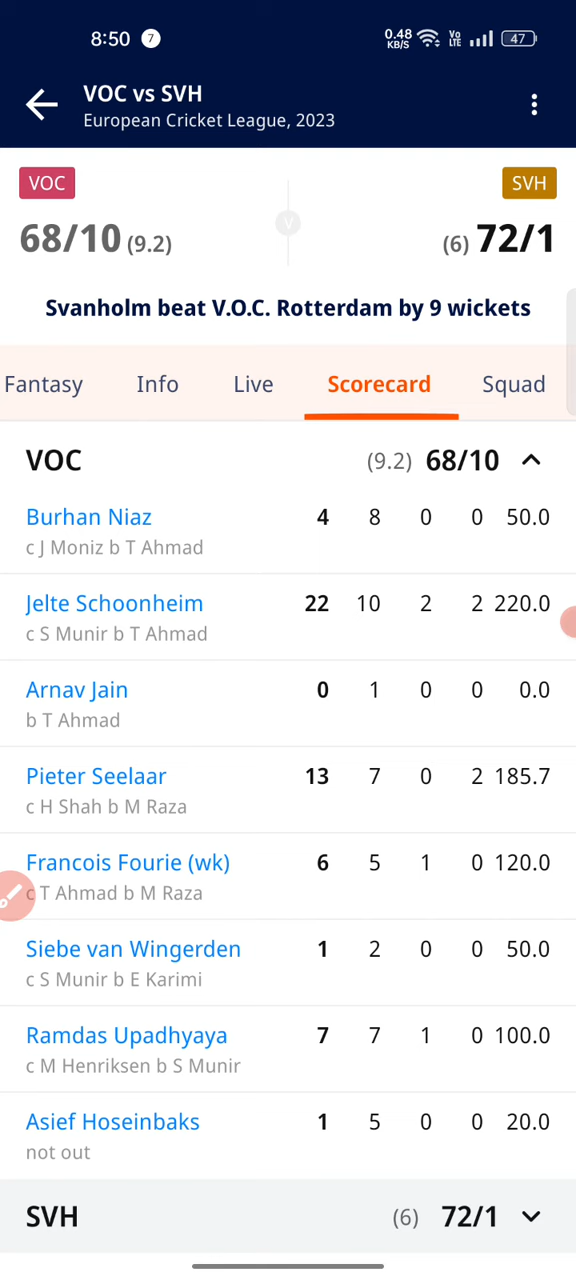 8:50 7 0.48 KB/S Vo LTE 47
VOC vs SVH
European Cricket League, 2023
VOC SVH
68/10 (9.2) V (6) 72/1
Svanholm beat V.O.C. Rotterdam by 9 wickets
Fantasy Info Live Scorecard Squad
VOC (9.2) 68/10
Burhan Niaz 4 8 0 0 50.0
c J Moniz b T Ahmad
Jelte Schoonheim 22 10 2 2 220.0
c S Munir b T Ahmad
Arnav Jain 0 1 0 0 0.0
b T Ahmad
Pieter Seelaar 13 7 0 2 185.7
c H Shah b M Raza
Francois Fourie (wk) 6 5 1 0 120.0
c T Ahmad b M Raza
Siebe van Wingerden 1 2 0 0 50.0
c S Munir b E Karimi
Ramdas Upadhyaya 7 7 1 0 100.0
c M Henriksen b S Munir
Asief Hoseinbaks 1 5 0 0 20.0
not out
SVH (6) 72/1